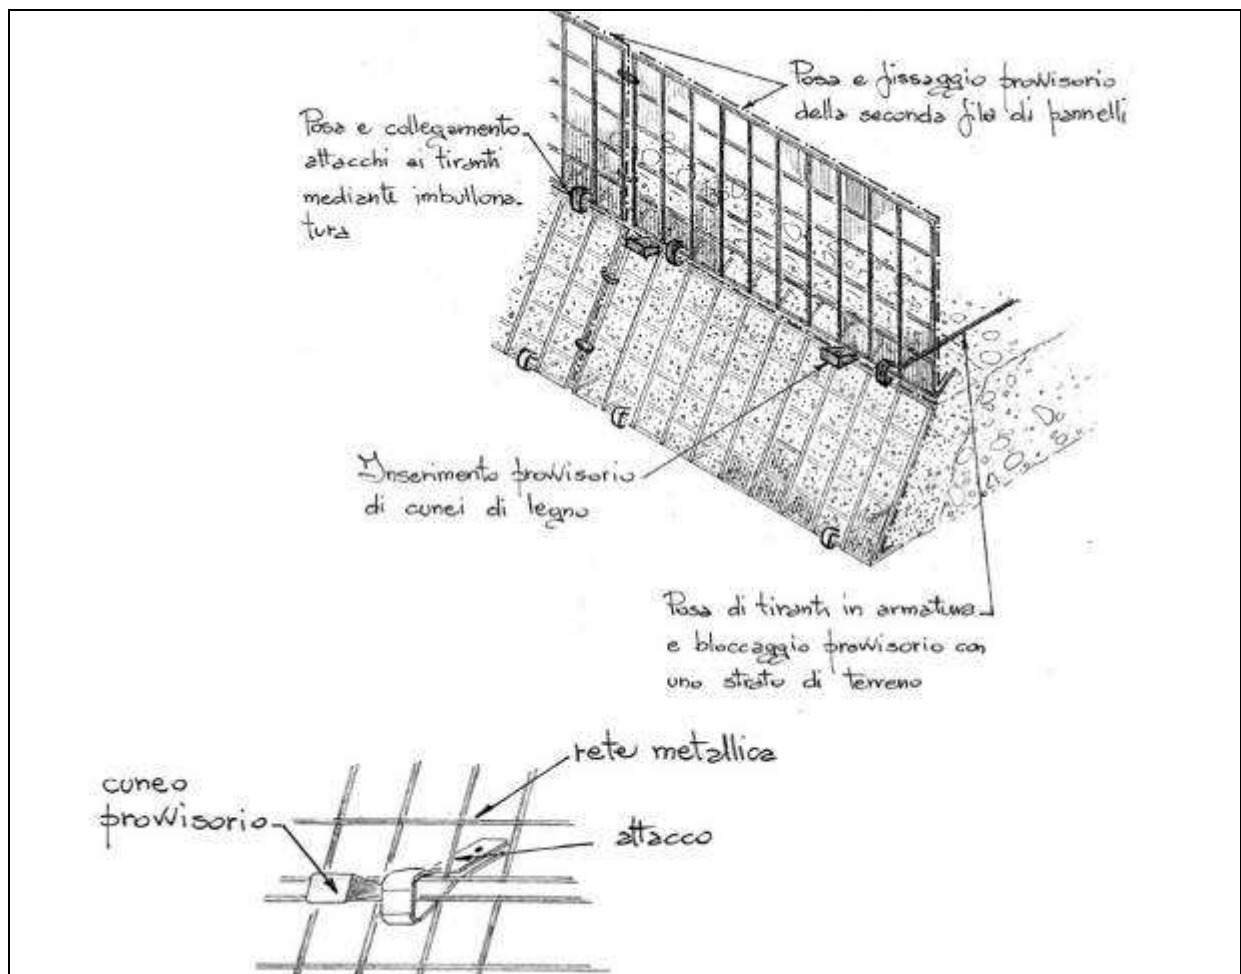 Posa e fissaggio provvisorio
della seconda fila di pannelli
Posa e collegamento
attacchi ai tiranti
mediante imbullona-
tura
Inserimento provvisorio
di cunei di legno
Posa di tiranti in armatura
e bloccaggio provvisorio con
uno strato di terreno
rete metallica
cuneo
provvisorio
attacco